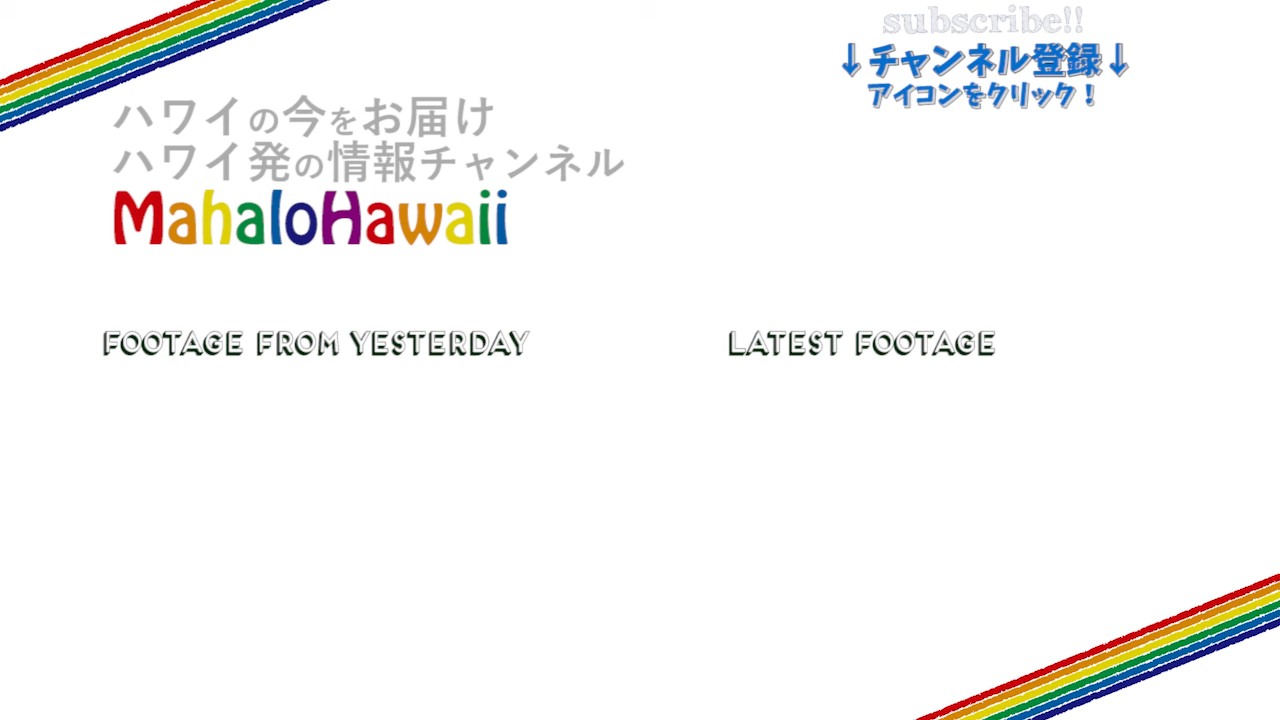 subscribe!!
↓チャンネル登録↓
アイコンをクリック！
ハワイの今をお届け
ハワイ発の情報チャンネル
MahaloHawaii
FOOTAGE FROM YESTERDAY
LATEST FOOTAGE